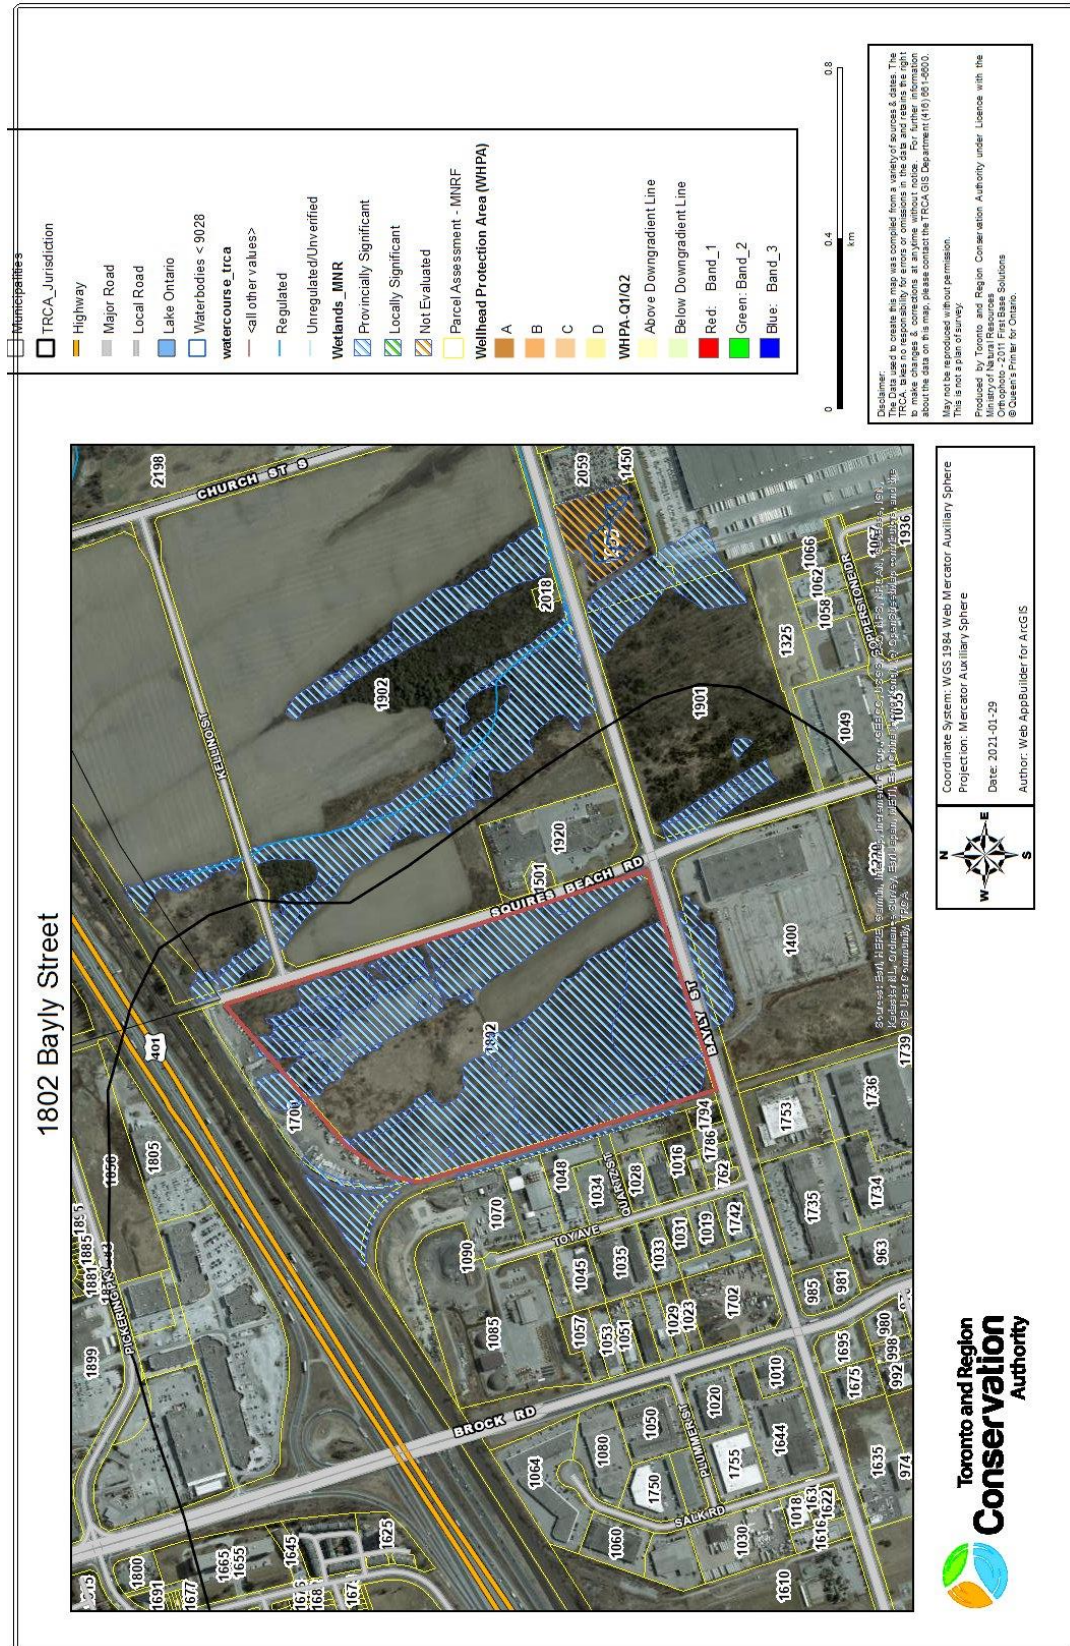 1802 Bayly Street
Municipalities
TRCA_Jurisdiction
Highway
Major Road
Local Road
Lake Ontario
Waterbodies < 9028
watercourse_trca
<all other values>
Regulated
Unregulated/Unverified
Wetlands_MNR
Provincially Significant
Locally Significant
Not Evaluated
Parcel Assessment - MNRF
Wellhead Protection Area (WHPA)
A
B
C
D
WHPA-Q1/Q2
Above Downgradient Line
Below Downgradient Line
Red: Band_1
Green: Band_2
Blue: Band_3
0
0.4
0.8
km
Disclaimer:
The Data used to create this map was compiled from a variety of sources & dates. The
TRCA takes no responsibility for errors or omissions in the data and retains the right
to make changes & corrections at anytime without notice. For further information
about the data on this map, please contact the TRCA GIS Department (416) 661-6600.
May not be reproduced without permission.
This is not a plan of survey.
Produced by Toronto and Region Conservation Authority under Licence with the
Ministry of Natural Resources
Orthophoto - 2011 First Base Solutions
© Queen's Printer for Ontario.
2198
CHURCH ST S
KELLINO ST
1902
2018
2059
1450
1901
1325
1066
1062
1058
1067
1936
COPPERSTONE DR
1049
1055
1920
1501
SQUIRES BEACH RD
1400
1802
BAYLY ST
1700
401
1805
1895
1885
1881
1899
1090
1070
1048
1034
QUARTZ ST
1028
1016
1786
1794
762
TOY AVE
1045
1035
1033
1031
1019
1742
1085
1057
1053
1051
1029
1023
1702
1753
1736
1739
1735
1734
963
985
981
BROCK RD
1064
1080
1050
1020
1010
PLUMMER ST
1750
1755
1644
1695
1675
980
998
992
SALK RD
1060
1030
1018
1622
1616
1635
974
1610
1800
1691
1677
1665
1655
1645
1625
Coordinate System: WGS 1984 Web Mercator Auxiliary Sphere
Projection: Mercator Auxiliary Sphere
Date: 2021-01-29
Author: Web AppBuilder for ArcGIS
N
W
E
S
Toronto and Region
Conservation
Authority